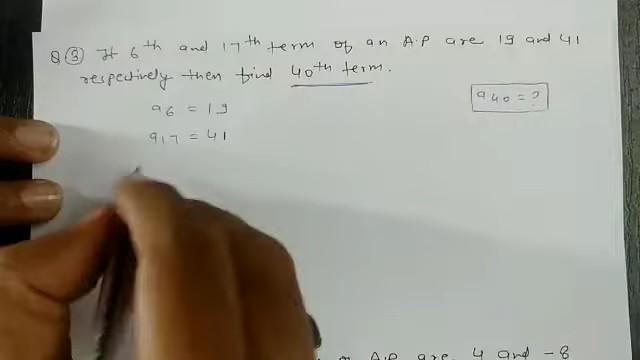 Q ③ If 6th and 17th term of an A.P are 19 and 41
respectively then find 40th term.
a40 = ?
a6 = 19
a17 = 41
A.P are 4 and -8